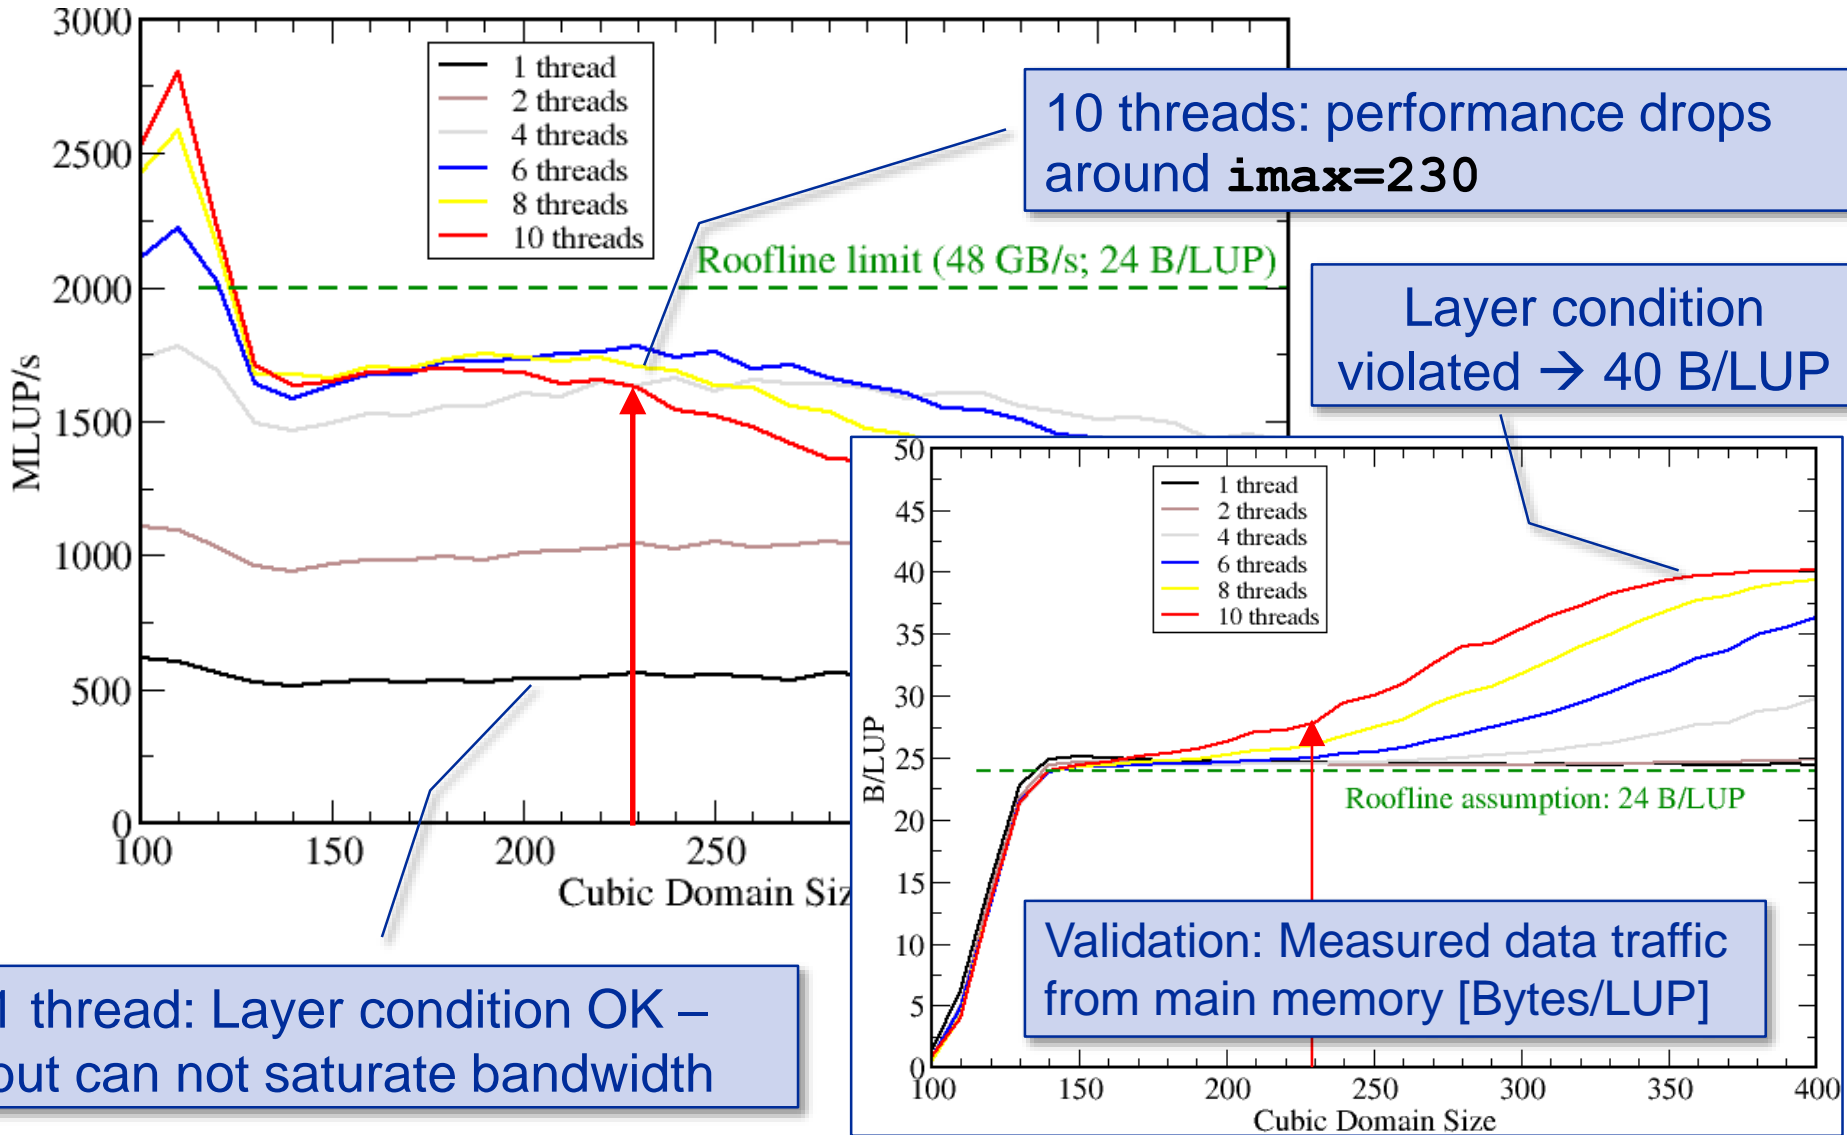 3000
2500
2000
1500
1000
500
0
MLUP/s
1 thread
2 threads
4 threads
6 threads
8 threads
10 threads
10 threads: performance drops
around imax=230
Roofline limit (48 GB/s; 24 B/LUP)
Layer condition
violated → 40 B/LUP
100
150
200
250
Cubic Domain Siz
1 thread: Layer condition OK –
but can not saturate bandwidth
50
45
40
35
30
25
20
15
10
5
0
B/LUP
1 thread
2 threads
4 threads
6 threads
8 threads
10 threads
Roofline assumption: 24 B/LUP
Validation: Measured data traffic
from main memory [Bytes/LUP]
100
150
200
250
300
350
400
Cubic Domain Size